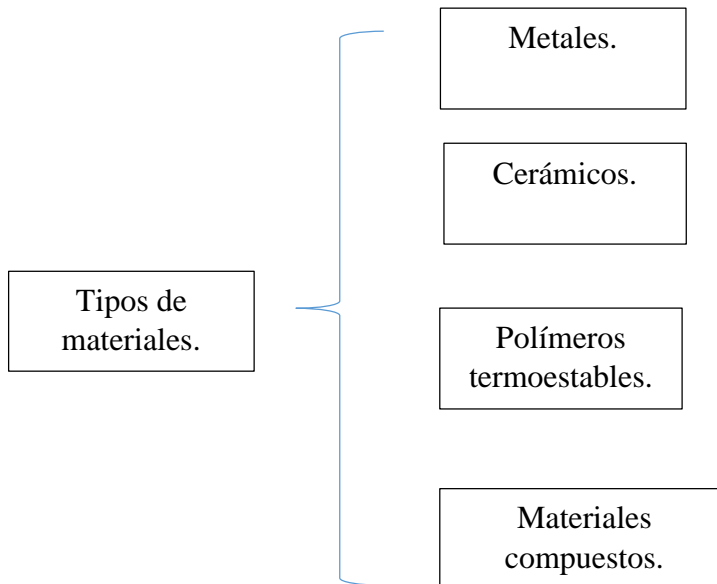 Metales.
Cerámicos.
Tipos de
materiales.
Polímeros
termoestables.
Materiales
compuestos.